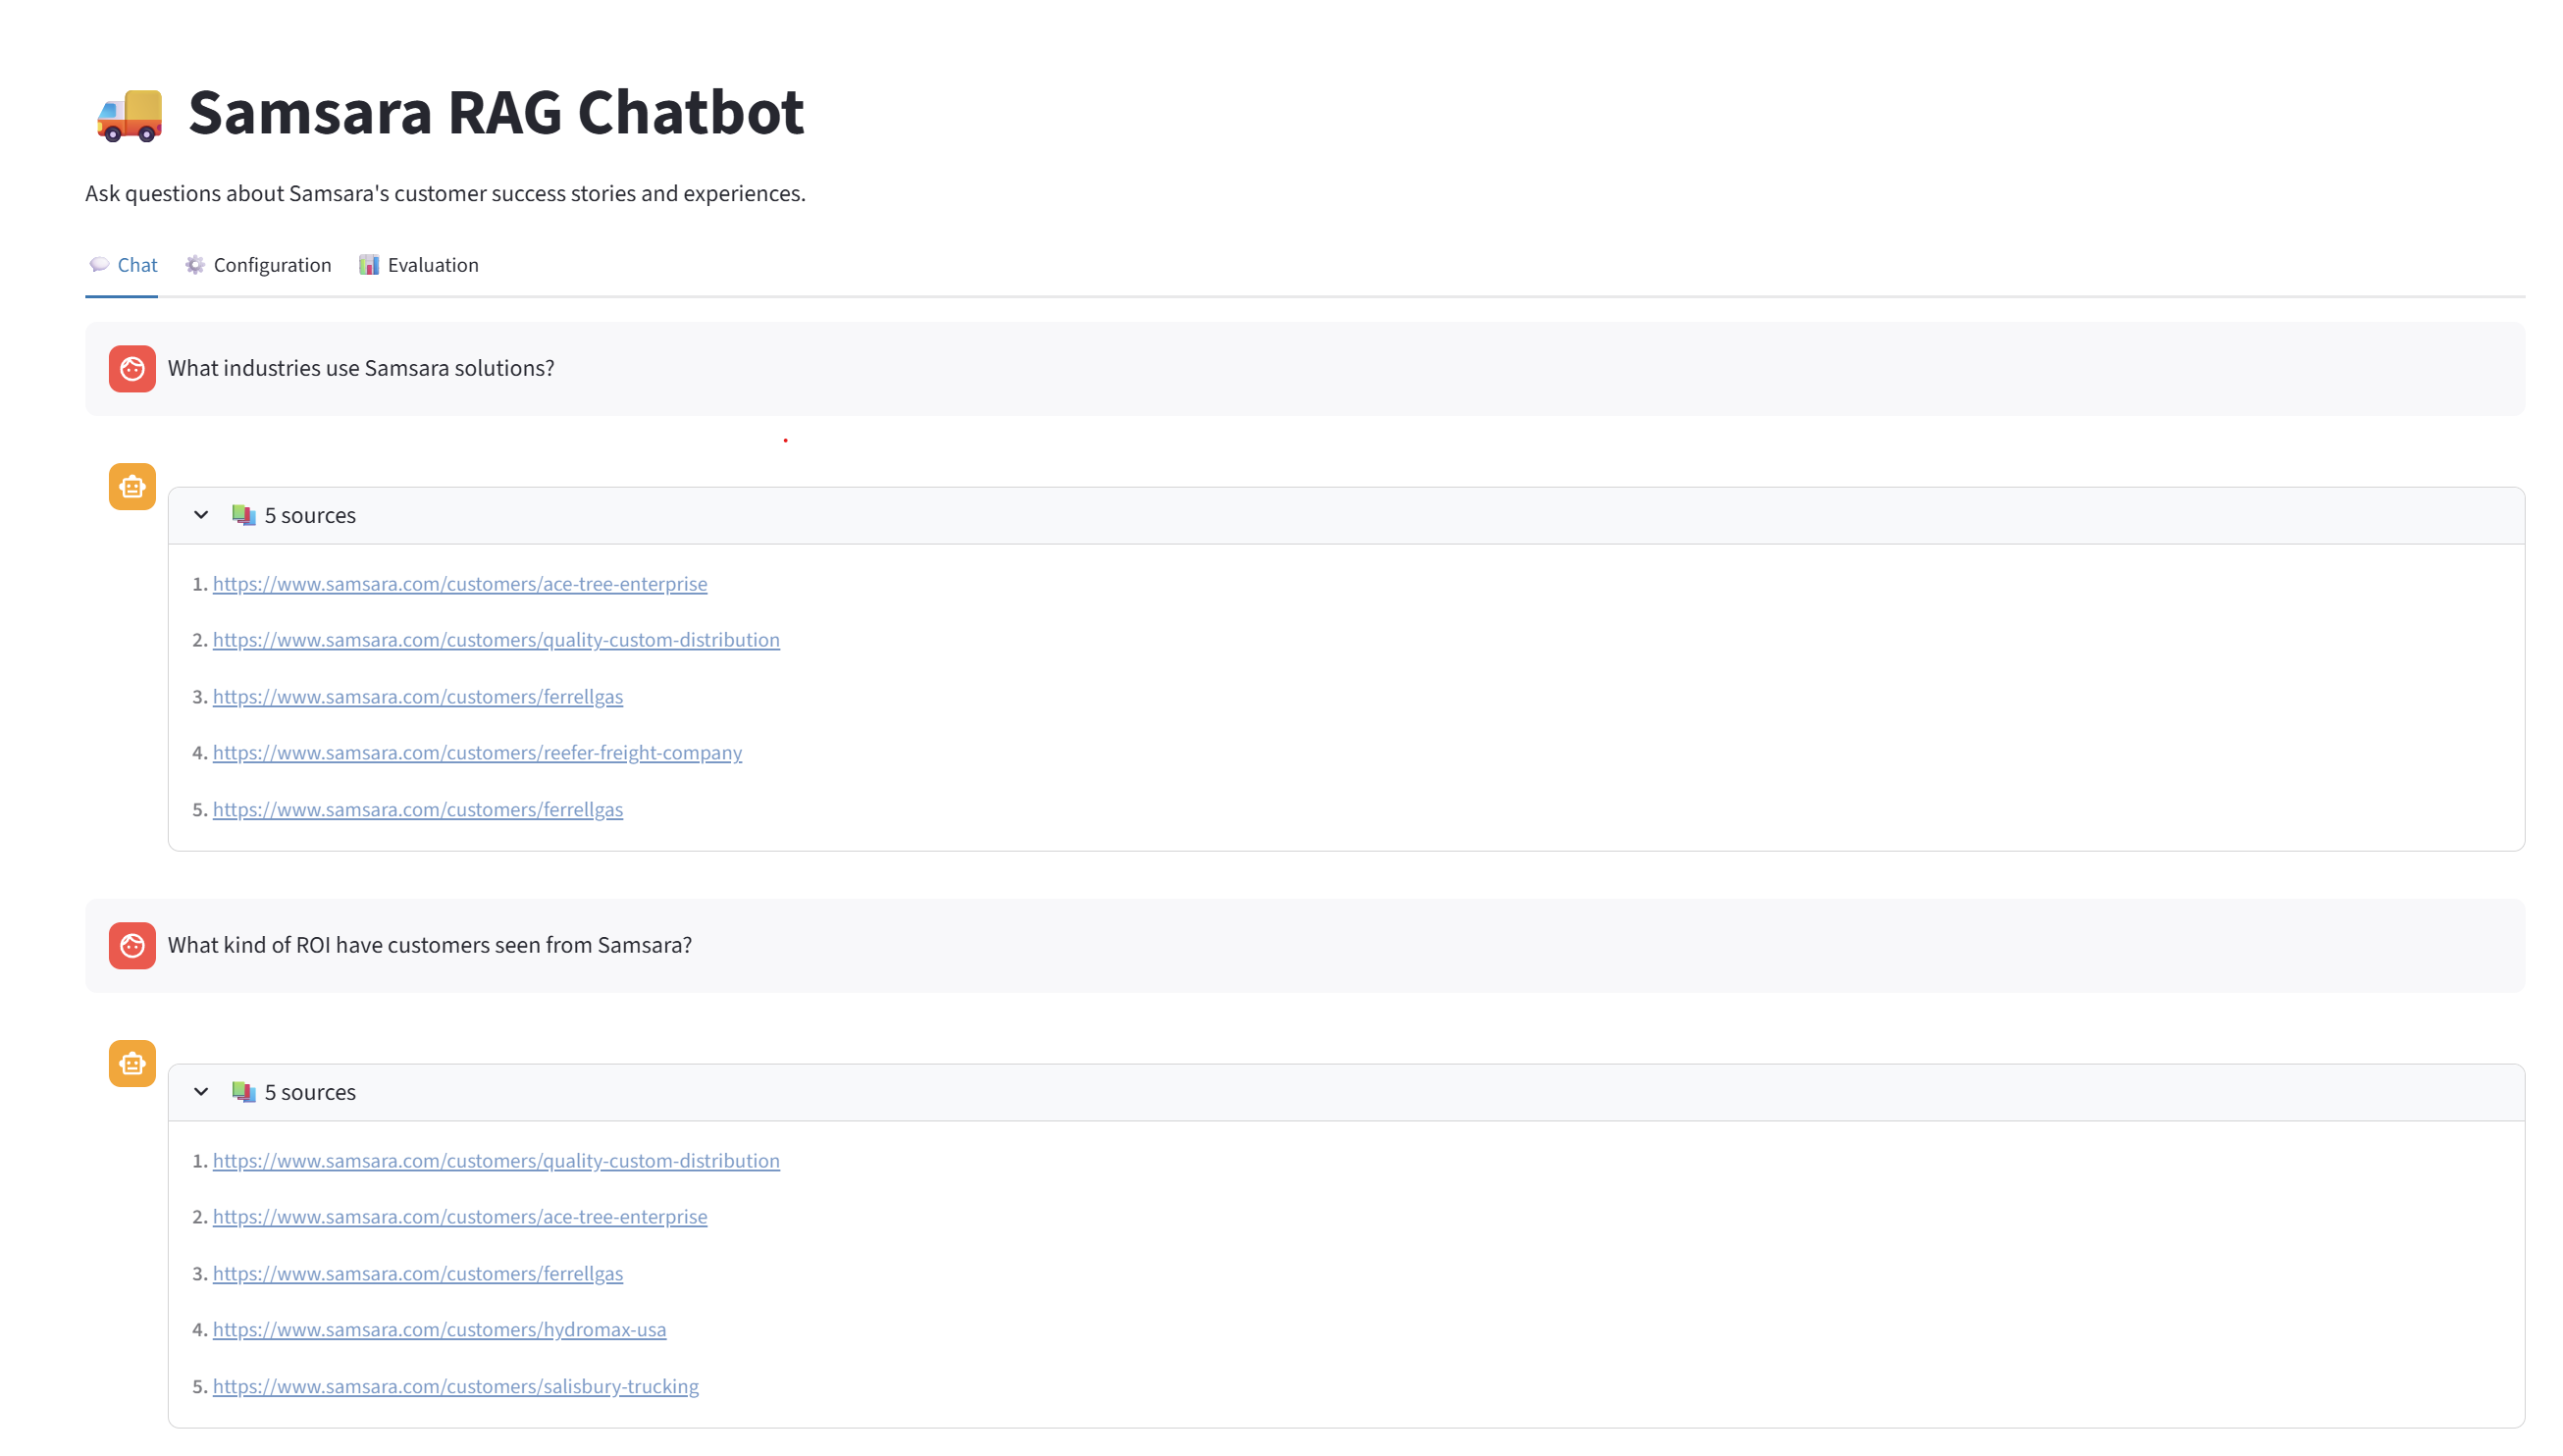 Samsara RAG Chatbot
Ask questions about Samsara's customer success stories and experiences.
Chat Configuration Evaluation
What industries use Samsara solutions?
5 sources
1. https://www.samsara.com/customers/ace-tree-enterprise
2. https://www.samsara.com/customers/quality-custom-distribution
3. https://www.samsara.com/customers/ferrellgas
4. https://www.samsara.com/customers/reefer-freight-company
5. https://www.samsara.com/customers/ferrellgas
What kind of ROI have customers seen from Samsara?
5 sources
1. https://www.samsara.com/customers/quality-custom-distribution
2. https://www.samsara.com/customers/ace-tree-enterprise
3. https://www.samsara.com/customers/ferrellgas
4. https://www.samsara.com/customers/hydromax-usa
5. https://www.samsara.com/customers/salisbury-trucking